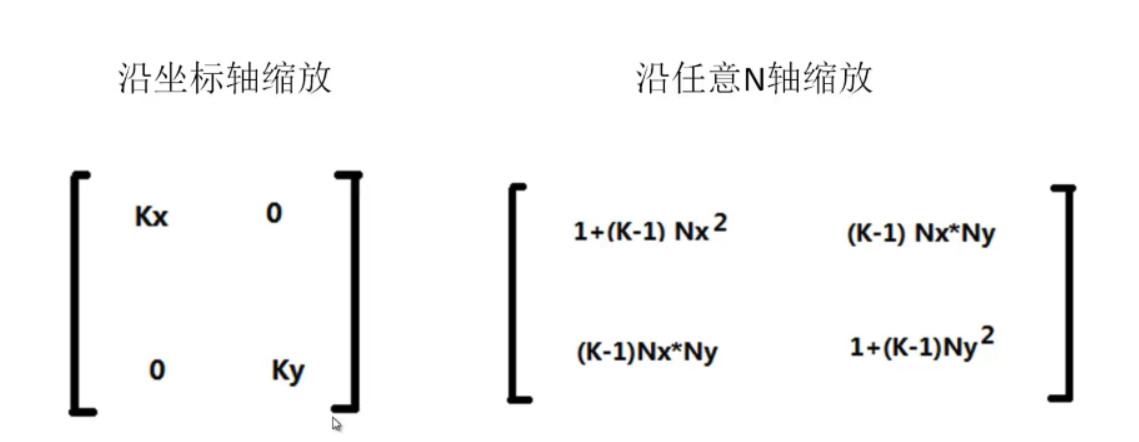 沿坐标轴缩放
沿任意N轴缩放
Kx 0
0 Ky
1+(K-1) Nx² (K-1) Nx*Ny
(K-1)Nx*Ny 1+(K-1)Ny²